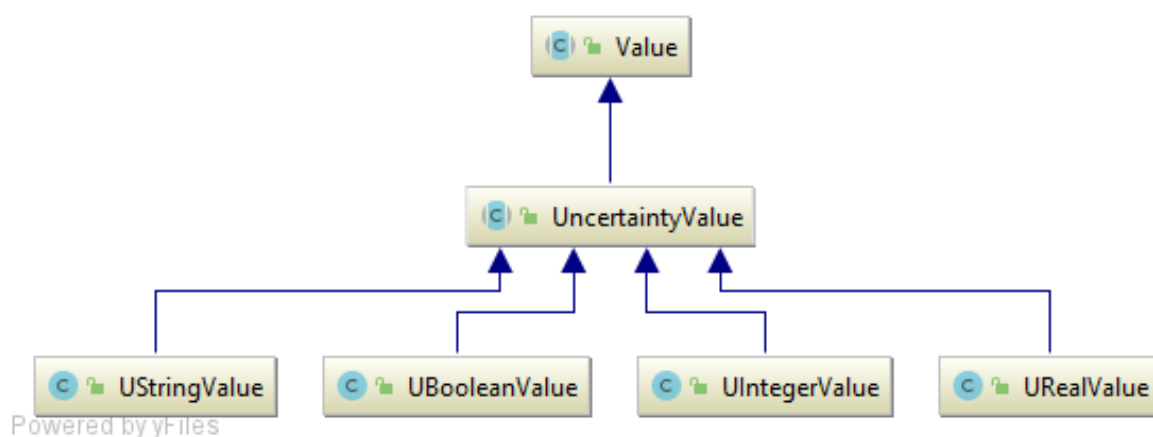 C Value
C UncertaintyValue
C UStringValue
C UBooleanValue
C UIntegerValue
C URealValue
Powered by yFiles